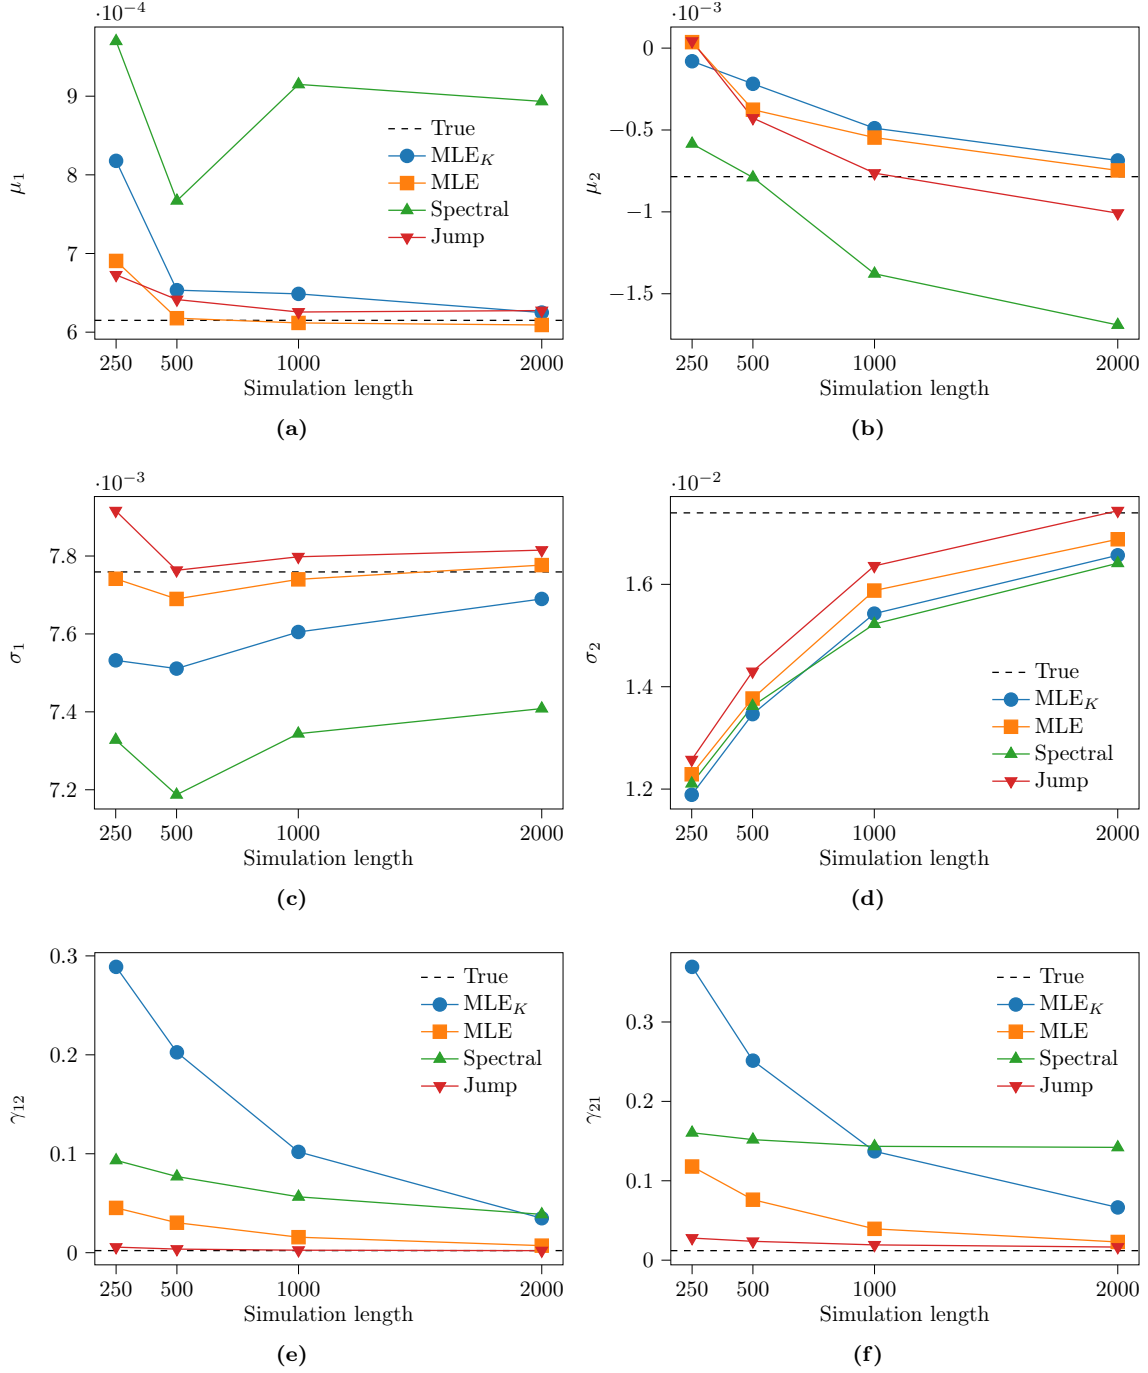 ·10⁻⁴
9
8
7
6
μ₁
True
MLE_K
MLE
Spectral
Jump
250 500 1000 2000
Simulation length
(a)
·10⁻³
0
−0.5
−1
−1.5
μ₂
250 500 1000 2000
Simulation length
(b)
·10⁻³
7.8
7.6
7.4
7.2
σ₁
250 500 1000 2000
Simulation length
(c)
·10⁻²
1.6
1.4
1.2
σ₂
True
MLE_K
MLE
Spectral
Jump
250 500 1000 2000
Simulation length
(d)
0.3
0.2
0.1
0
γ₁₂
True
MLE_K
MLE
Spectral
Jump
250 500 1000 2000
Simulation length
(e)
0.3
0.2
0.1
0
γ₂₁
True
MLE_K
MLE
Spectral
Jump
250 500 1000 2000
Simulation length
(f)